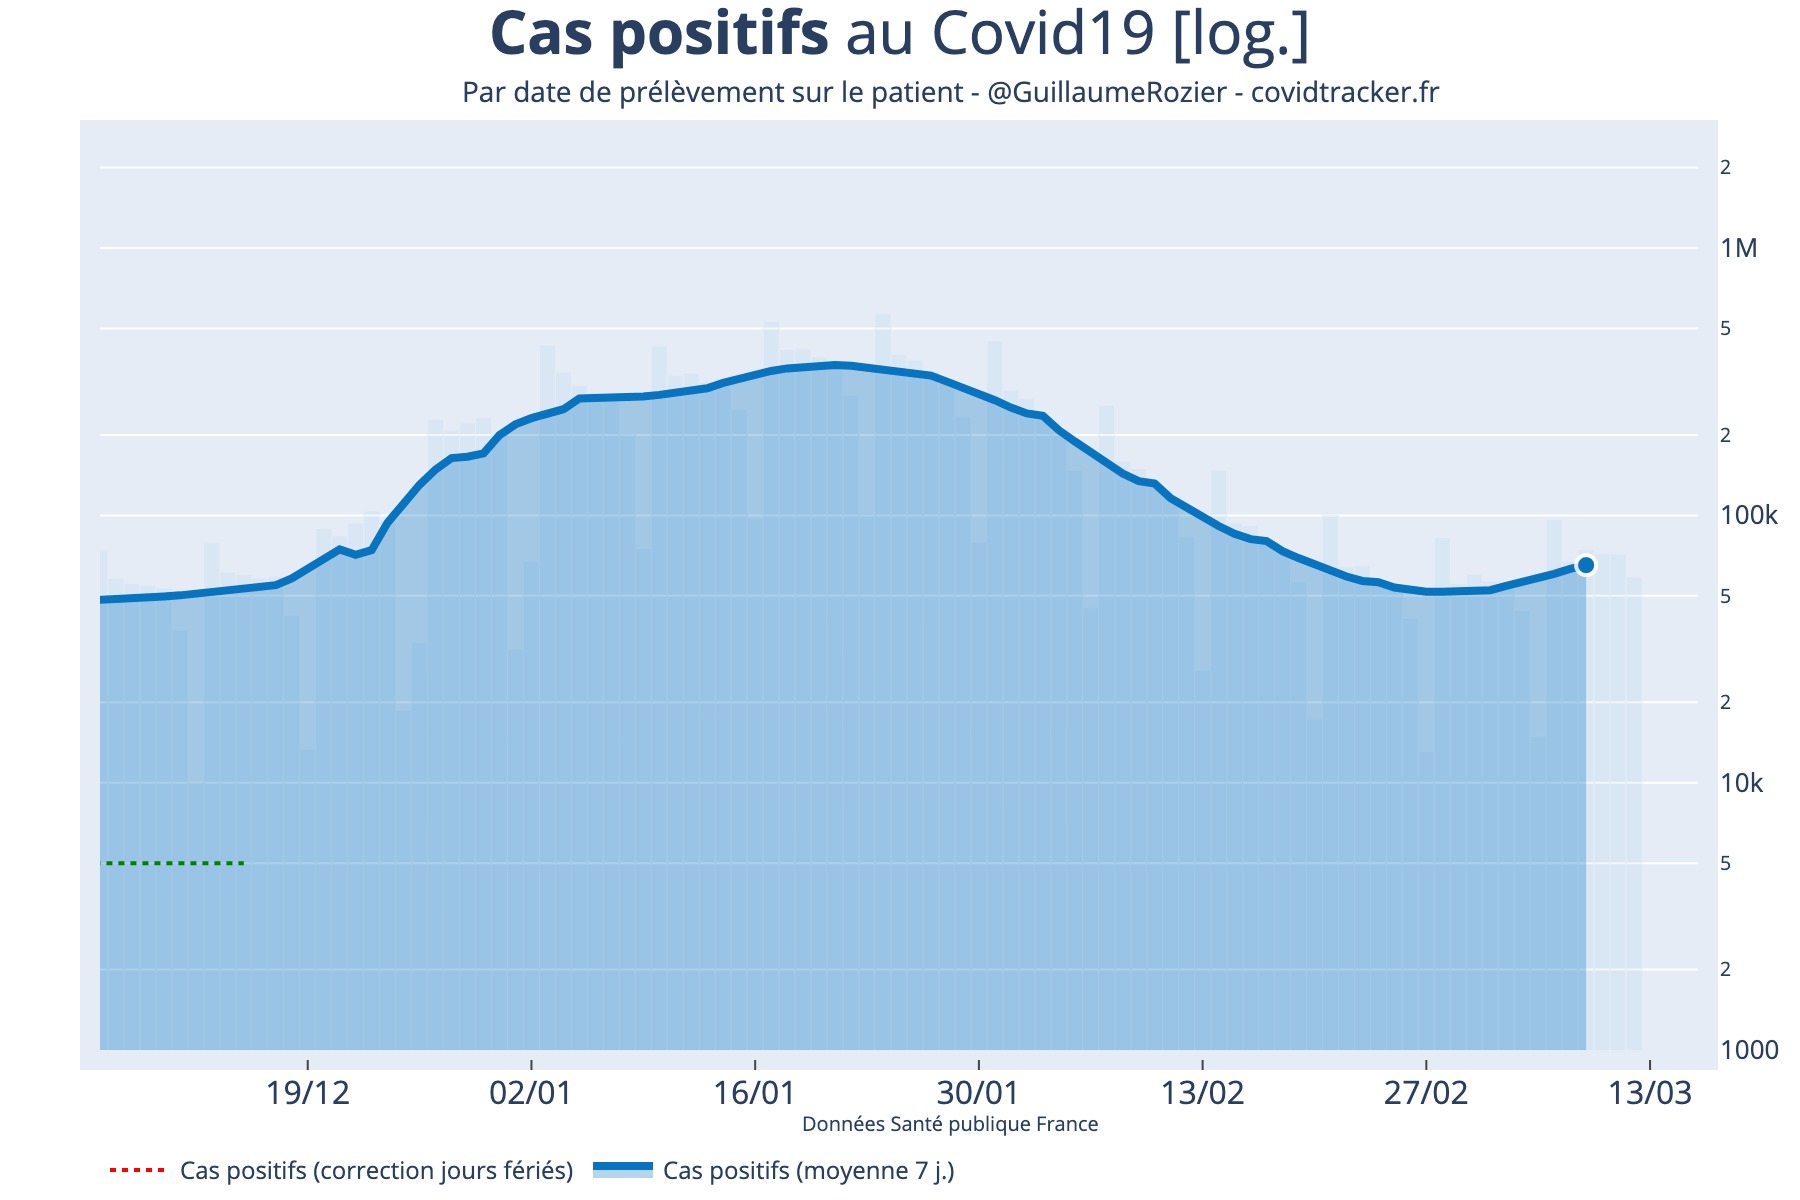 Cas positifs au Covid19 [log.]
Par date de prélèvement sur le patient - @GuillaumeRozier - covidtracker.fr
2
1M
5
2
100k
5
2
10k
5
2
1000
19/12 02/01 16/01 30/01 13/02 27/02 13/03
Données Santé publique France
Cas positifs (correction jours fériés) Cas positifs (moyenne 7 j.)